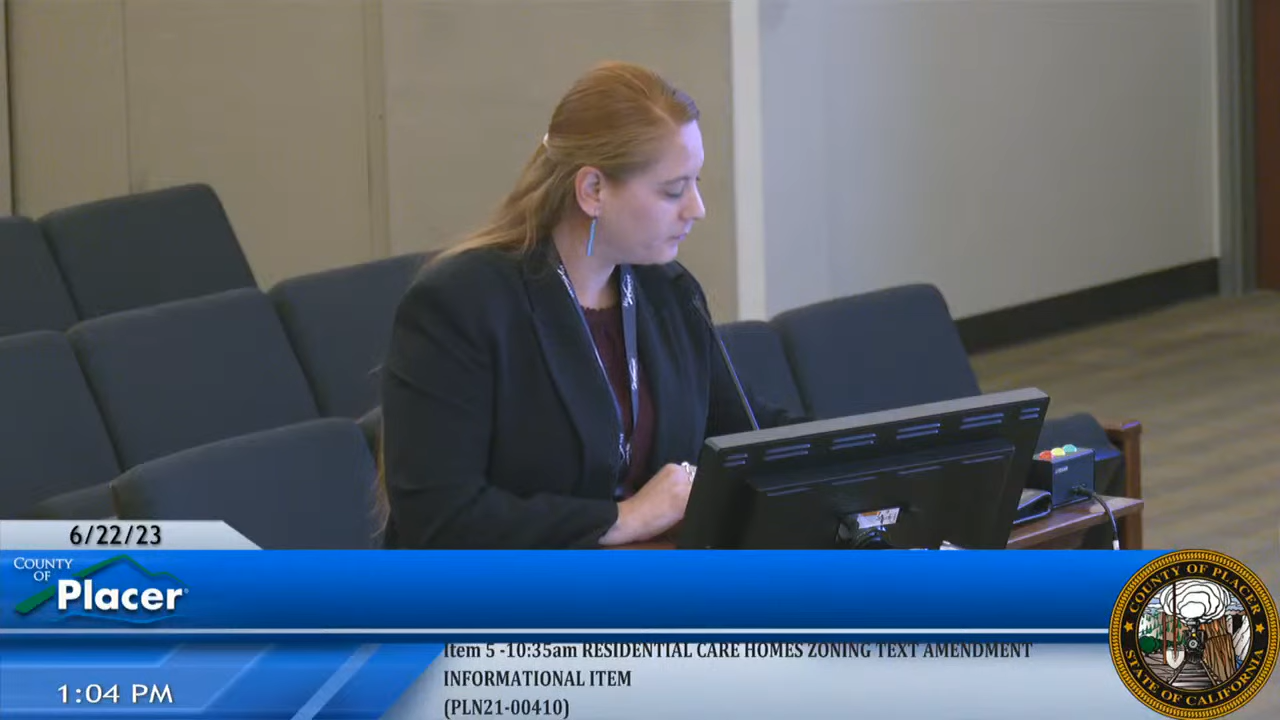 6/22/23
COUNTY
OF
Placer
Item 5 -10:35am RESIDENTIAL CARE HOMES ZONING TEXT AMENDMENT
INFORMATIONAL ITEM
(PLN21-00410)
1:04 PM
COUNTY OF PLACER
STATE OF CALIFORNIA